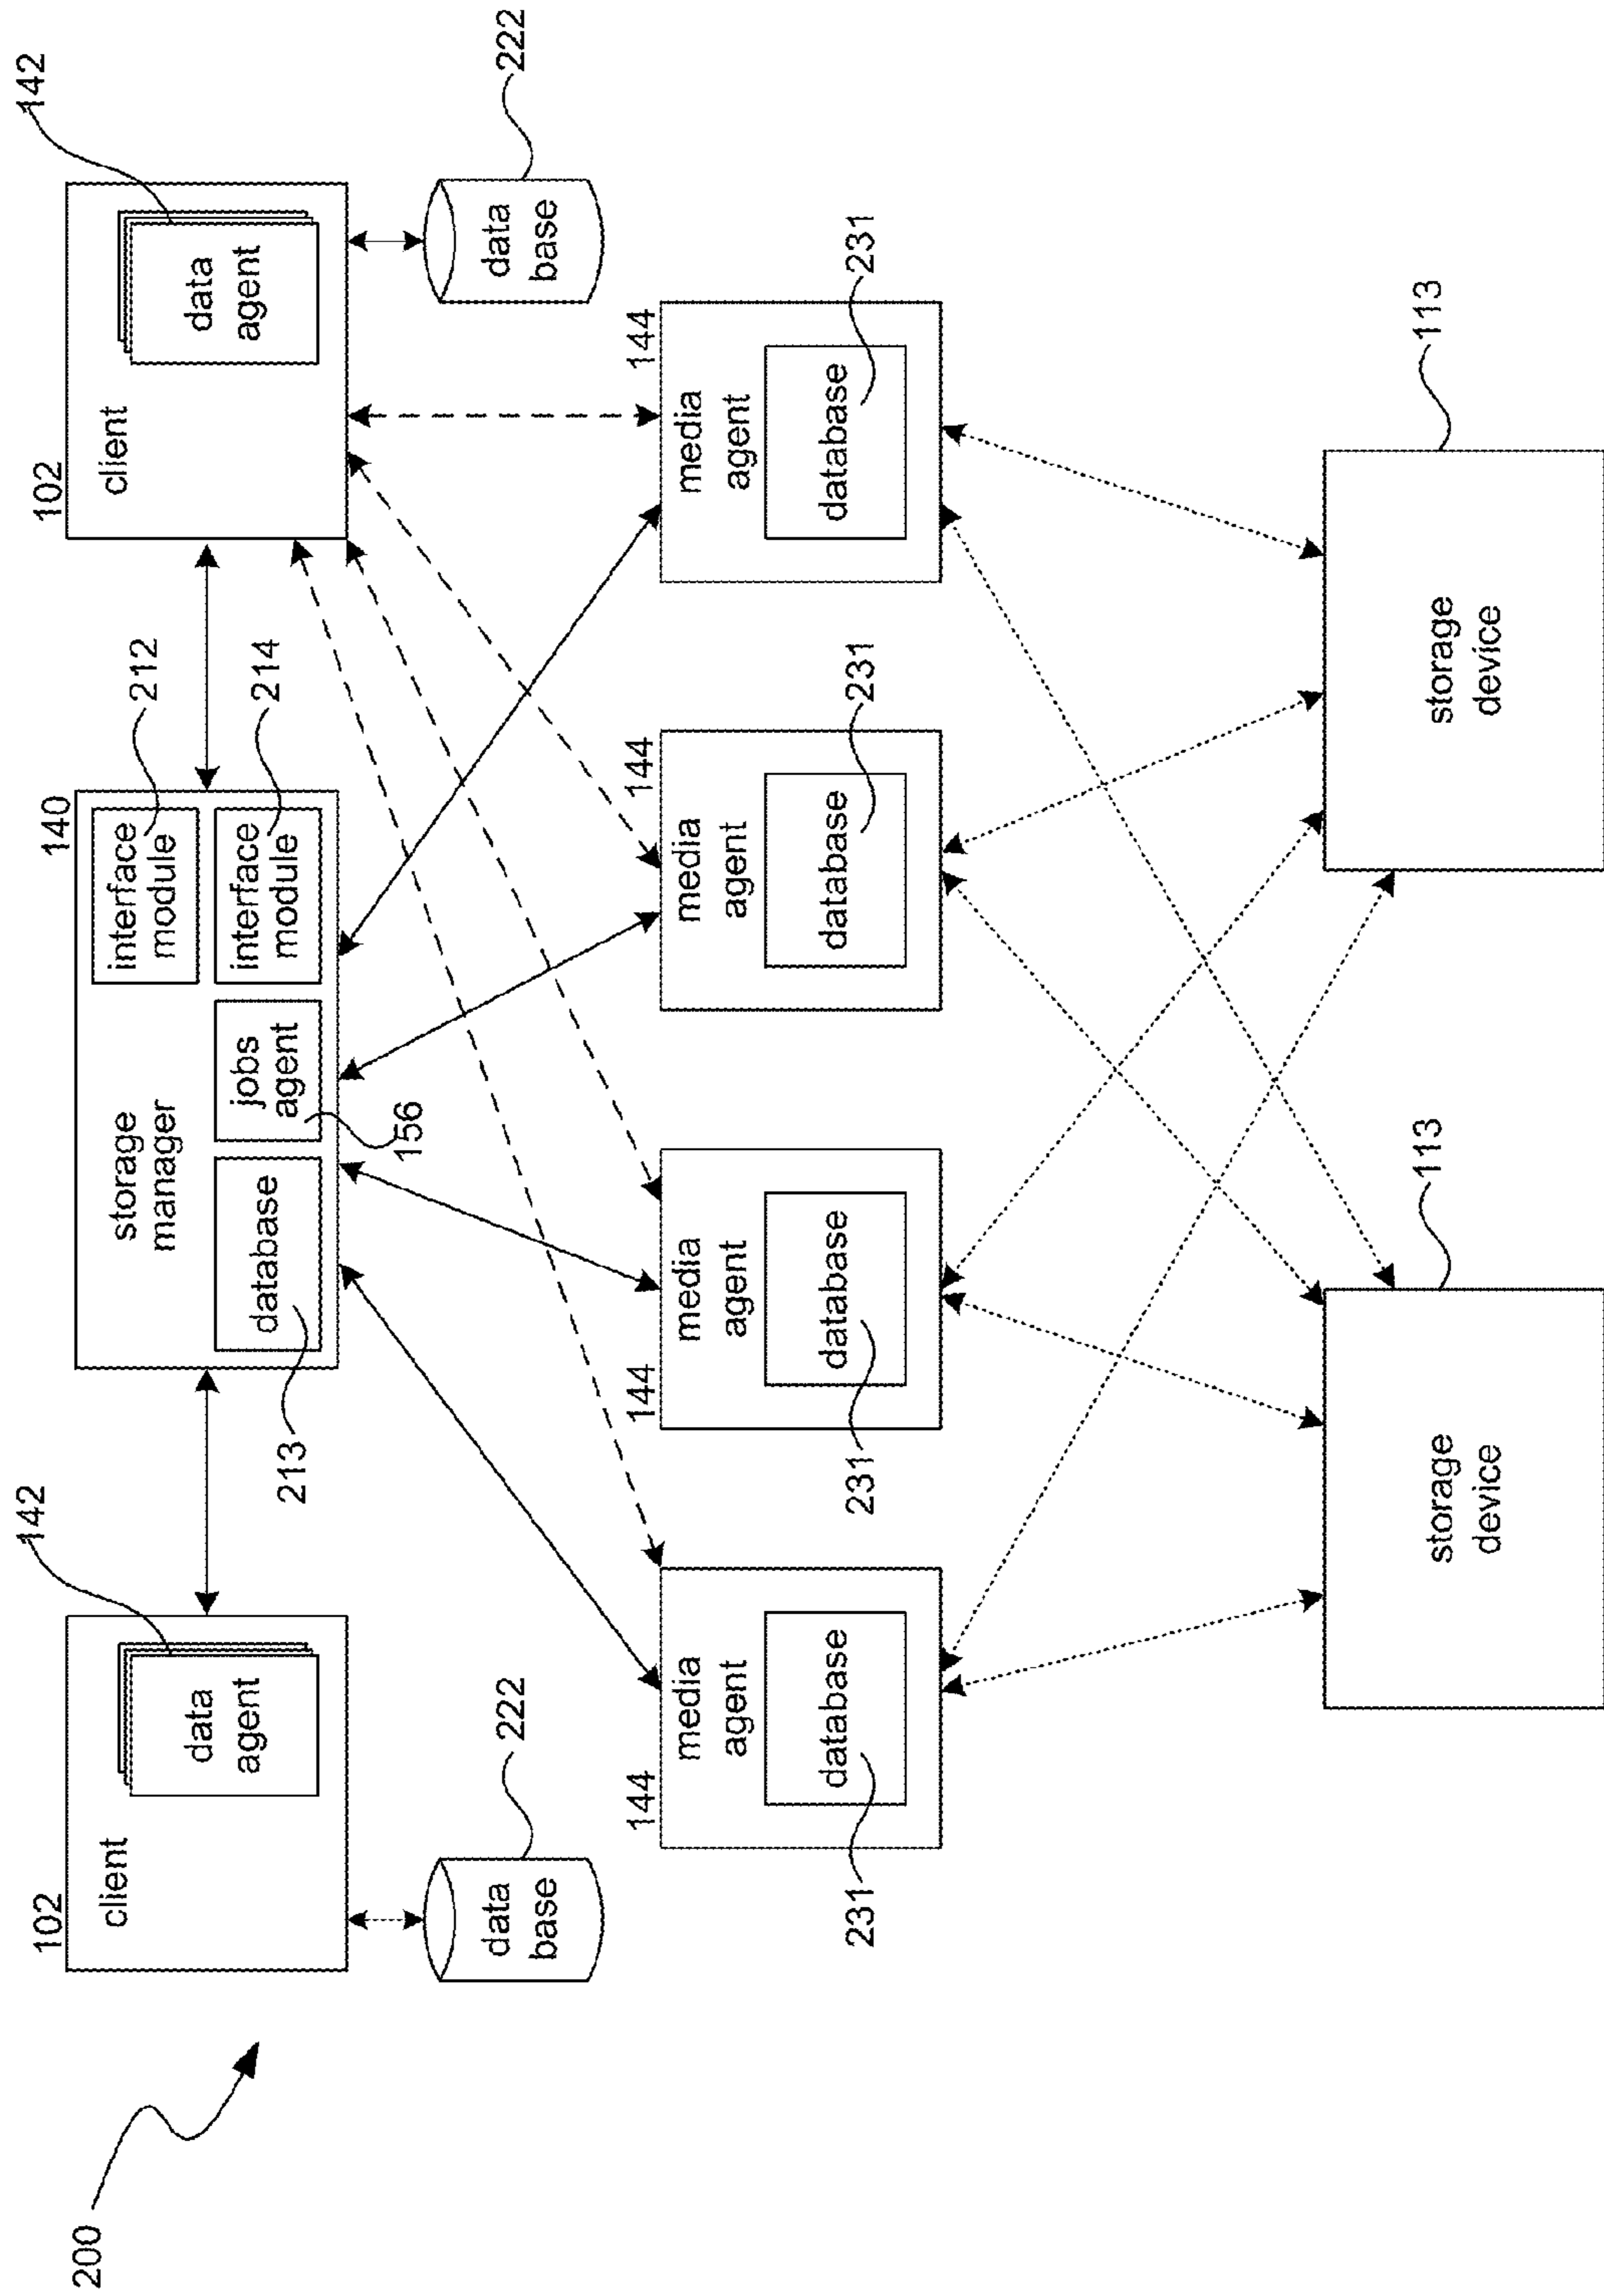 200
102
client
142
data
agent
222
data
base
140
storage
manager
database
213
jobs
agent
156
interface
module
212
interface
module
214
102
client
142
data
agent
222
data
base
144
media
agent
database
231
144
media
agent
database
231
144
media
agent
database
231
144
media
agent
database
231
storage
device
113
storage
device
113